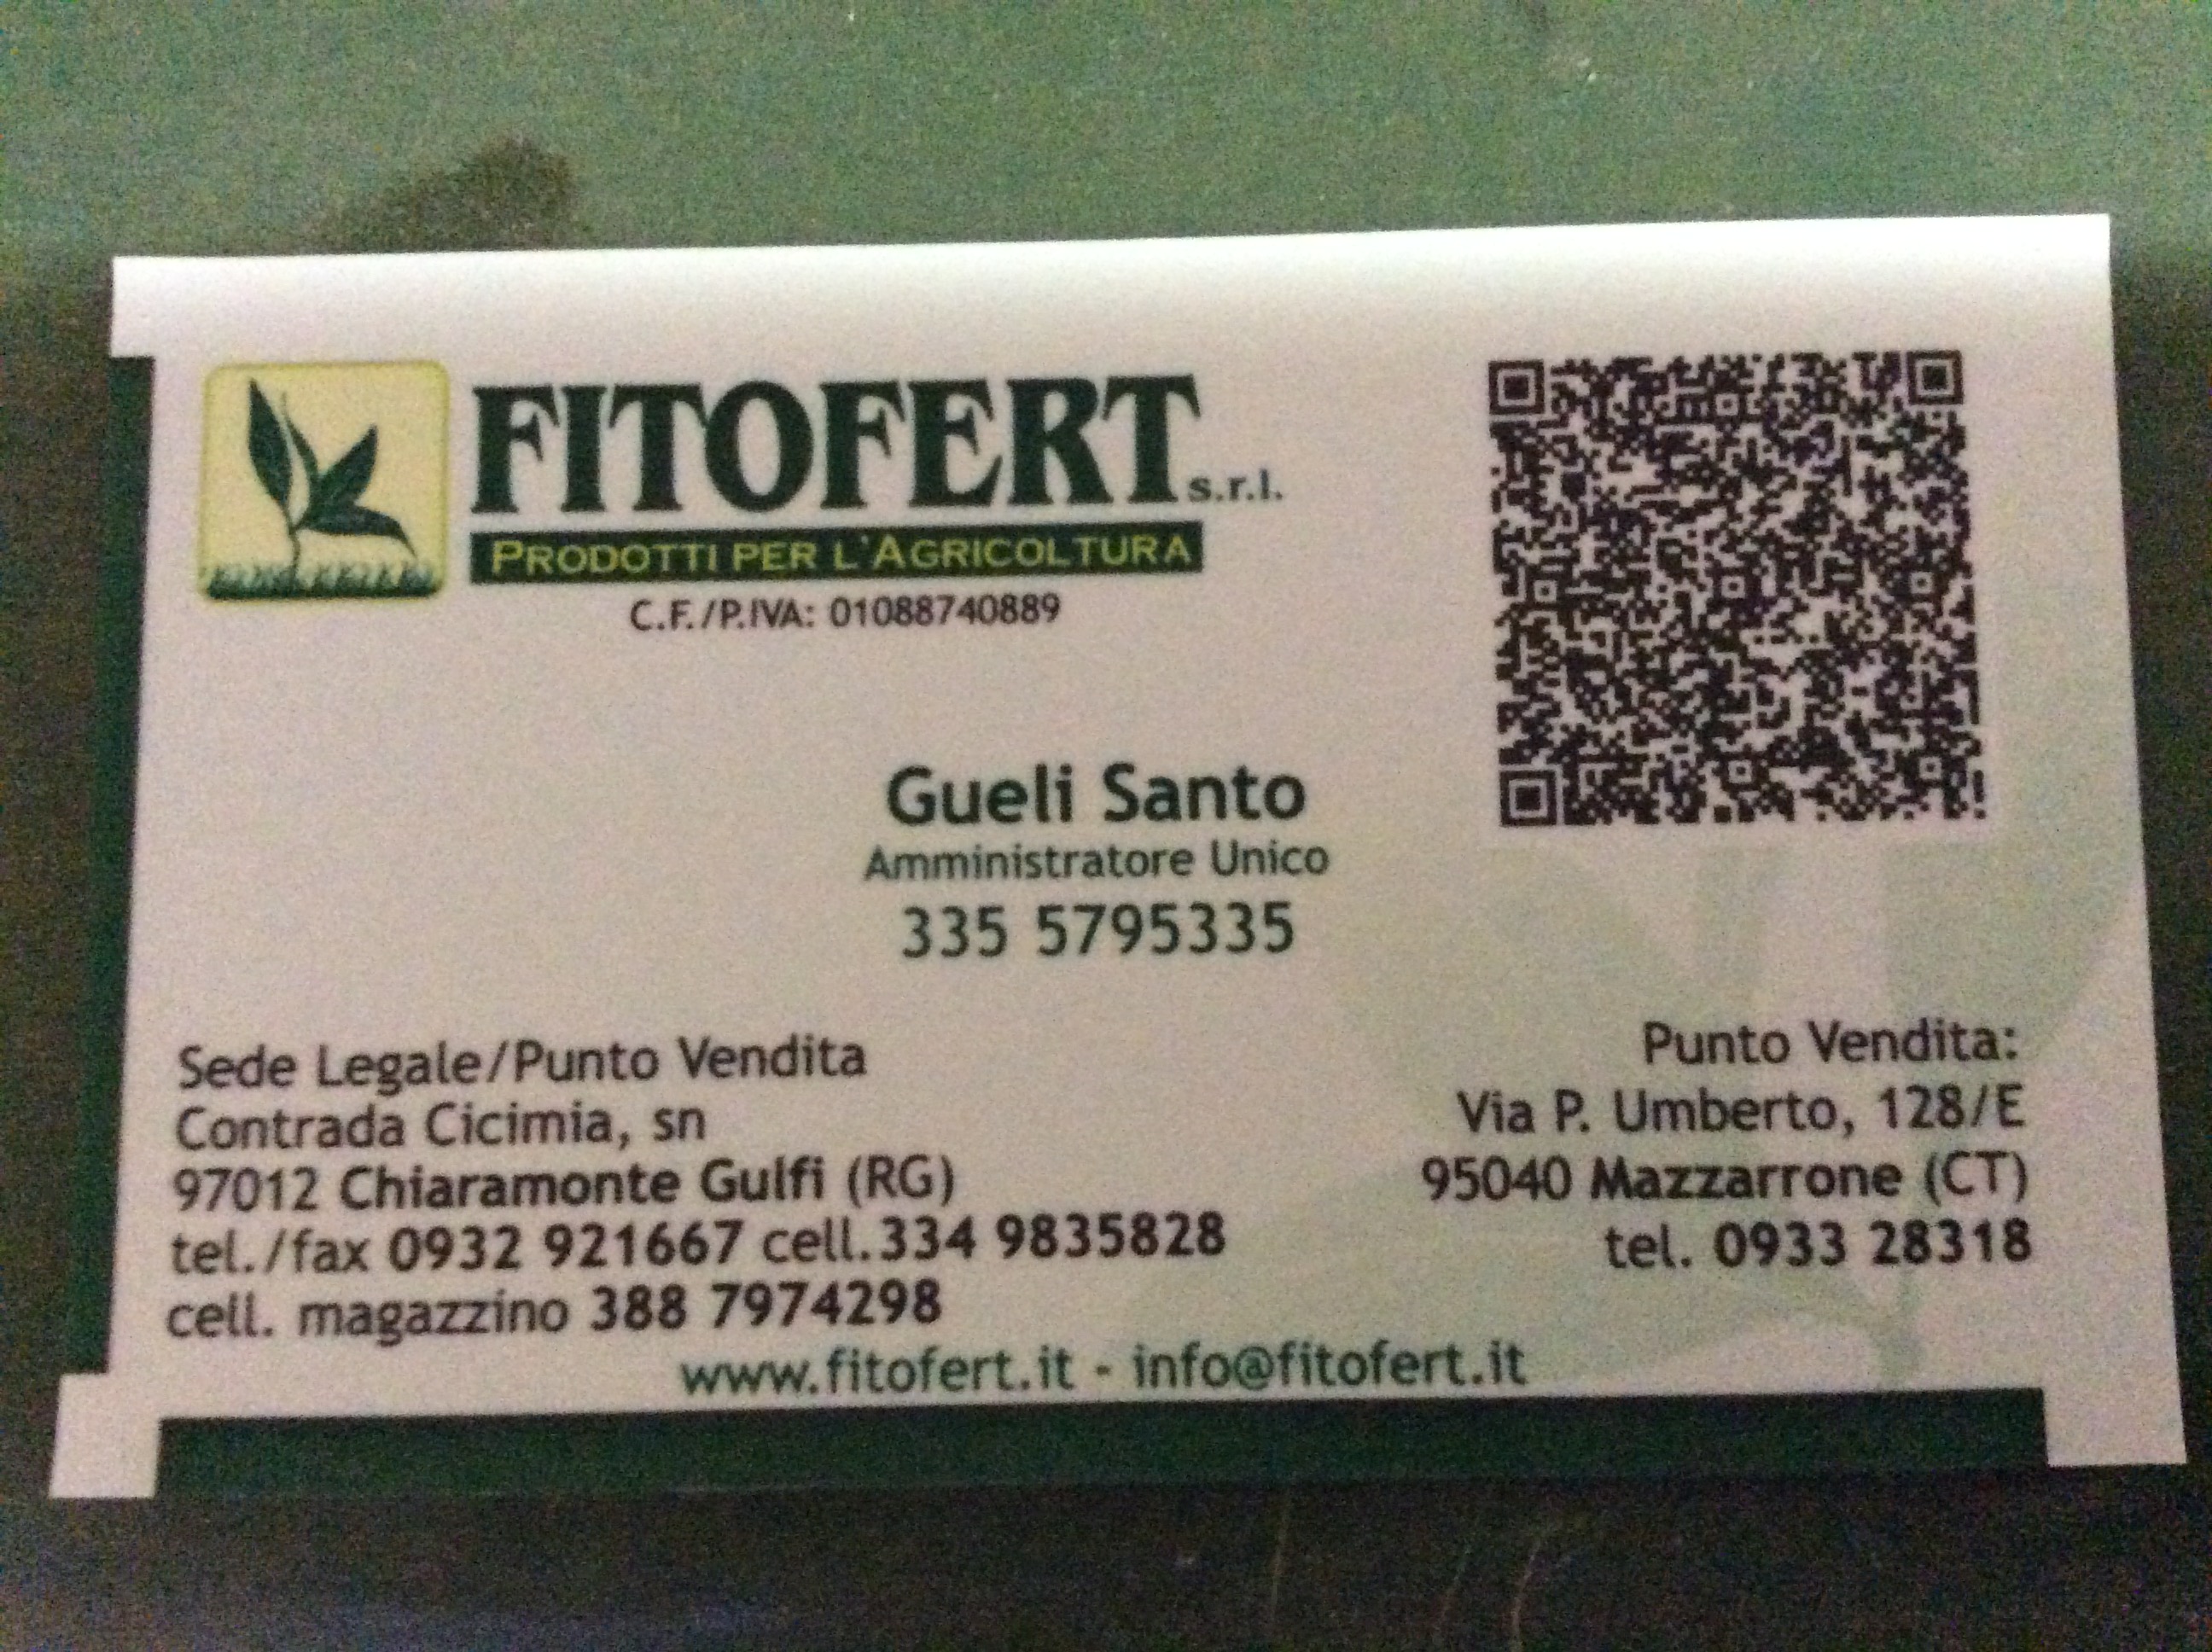 FITOFERT s.r.l.
PRODOTTI PER L'AGRICOLTURA
C.F./P.IVA: 01088740889
Gueli Santo
Amministratore Unico
335 5795335
Sede Legale/Punto Vendita
Contrada Cicimia, sn
97012 Chiaramonte Gulfi (RG)
tel./fax 0932 921667 cell.334 9835828
cell. magazzino 388 7974298
Punto Vendita:
Via P. Umberto, 128/E
95040 Mazzarrone (CT)
tel. 0933 28318
www.fitofert.it - info@fitofert.it